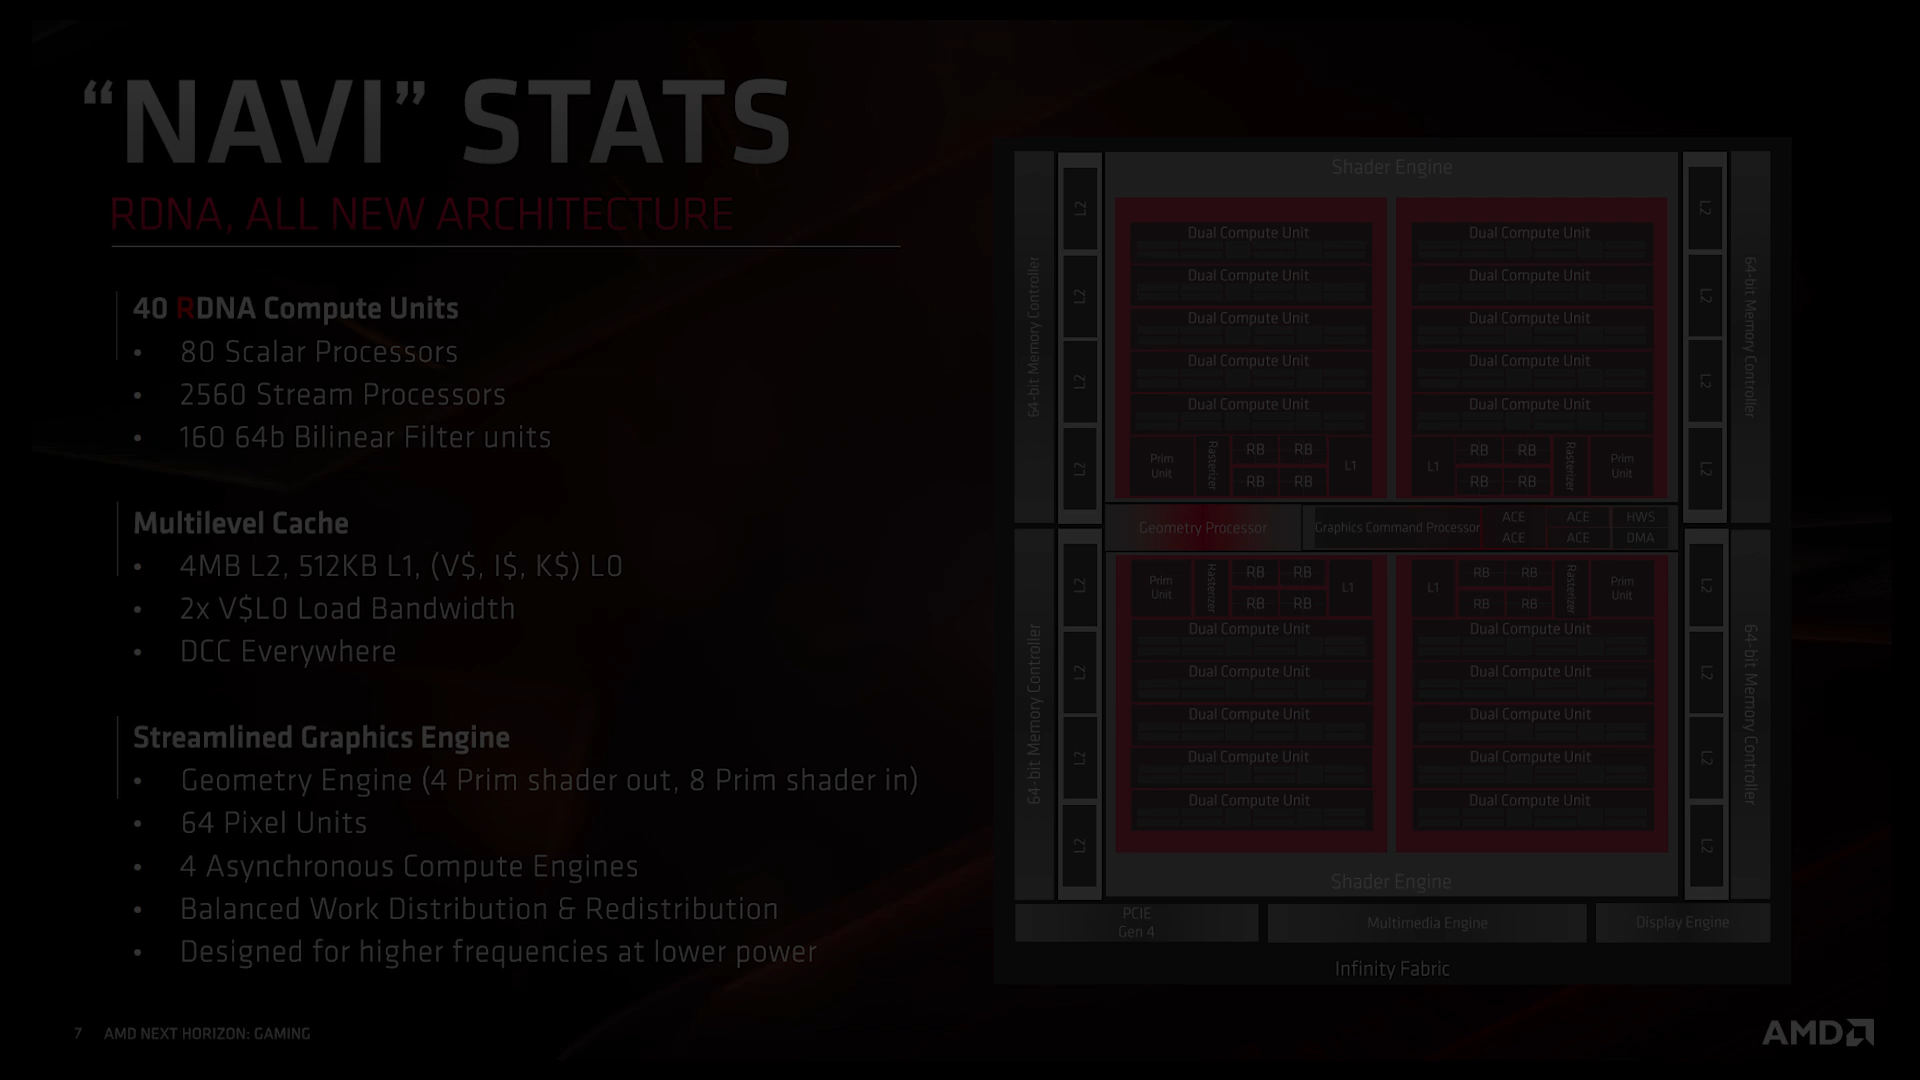 “NAVI” STATS
RDNA, ALL NEW ARCHITECTURE
40 RDNA Compute Units
• 80 Scalar Processors
• 2560 Stream Processors
• 160 64b Bilinear Filter units
Multilevel Cache
• 4MB L2, 512KB L1, (V$, I$, K$) L0
• 2x V$L0 Load Bandwidth
• DCC Everywhere
Streamlined Graphics Engine
• Geometry Engine (4 Prim shader out, 8 Prim shader in)
• 64 Pixel Units
• 4 Asynchronous Compute Engines
• Balanced Work Distribution & Redistribution
• Designed for higher frequencies at lower power
Shader Engine
64-bit Memory Controller
L2
L2
L2
L2
Dual Compute Unit
Dual Compute Unit
Dual Compute Unit
Dual Compute Unit
Dual Compute Unit
Prim
Unit
Rasterizer
RB RB
RB RB
L1
Dual Compute Unit
Dual Compute Unit
Dual Compute Unit
Dual Compute Unit
Dual Compute Unit
L1
RB RB
RB RB
Rasterizer
Prim
Unit
L2
L2
L2
L2
64-bit Memory Controller
Geometry Processor
Graphics Command Processor
ACE ACE HWS
ACE ACE DMA
64-bit Memory Controller
L2
L2
L2
L2
Prim
Unit
Rasterizer
RB RB
RB RB
L1
Dual Compute Unit
Dual Compute Unit
Dual Compute Unit
Dual Compute Unit
Dual Compute Unit
L1
RB RB
RB RB
Rasterizer
Prim
Unit
Dual Compute Unit
Dual Compute Unit
Dual Compute Unit
Dual Compute Unit
Dual Compute Unit
L2
L2
L2
L2
64-bit Memory Controller
Shader Engine
PCIE
Gen 4
Multimedia Engine
Display Engine
Infinity Fabric
7 AMD NEXT HORIZON: GAMING
AMD